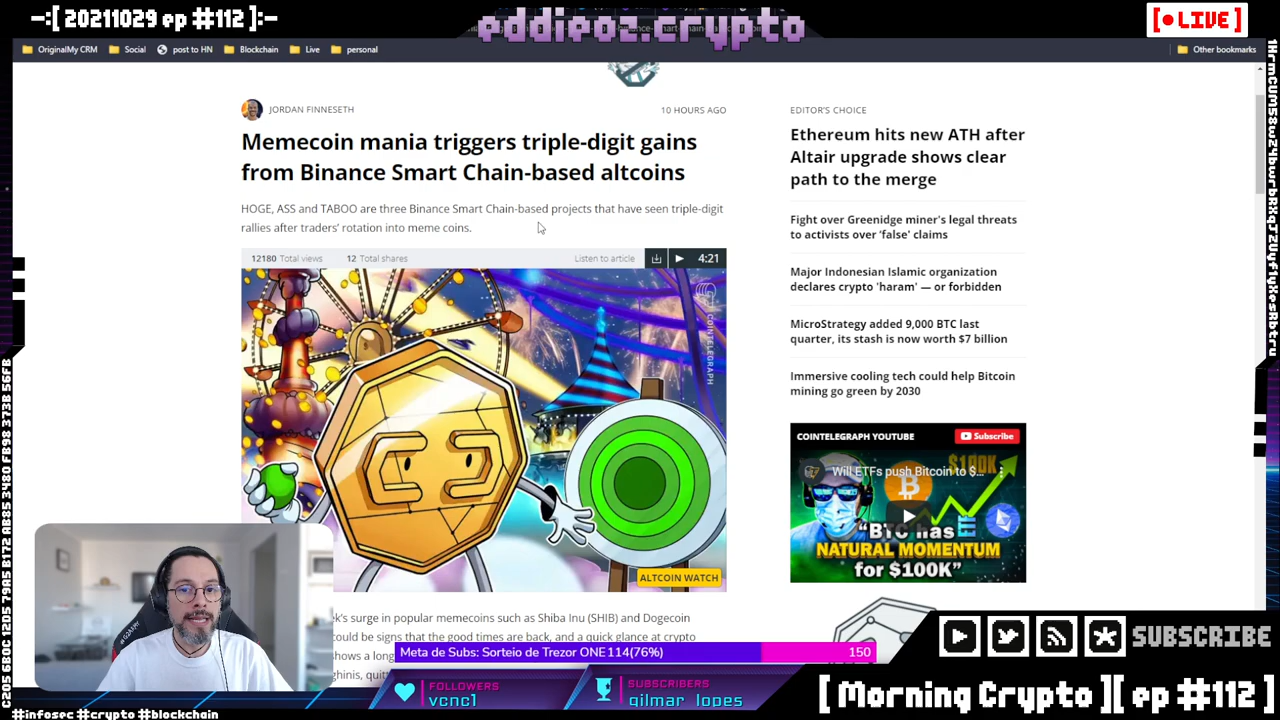 -:[ 20211029 ep #112 ]:-
eddieoz.crypto
[ LIVE ]
OriginalMy CRM
Social
post to HN
Blockchain
Live
personal
Other bookmarks
JORDAN FINNESETH
10 HOURS AGO
Memecoin mania triggers triple-digit gains
from Binance Smart Chain-based altcoins
HOGE, ASS and TABOO are three Binance Smart Chain-based projects that have seen triple-digit
rallies after traders' rotation into meme coins.
12180 Total views
12 Total shares
Listen to article
4:21
COINTELEGRAPH
ALTCOIN WATCH
k's surge in popular memecoins such as Shiba Inu (SHIB) and Dogecoin
could be signs that the good times are back, and a quick glance at crypto
shows a long
EDITOR'S CHOICE
Ethereum hits new ATH after
Altair upgrade shows clear
path to the merge
Fight over Greenidge miner's legal threats
to activists over 'false' claims
Major Indonesian Islamic organization
declares crypto 'haram' — or forbidden
MicroStrategy added 9,000 BTC last
quarter, its stash is now worth $7 billion
Immersive cooling tech could help Bitcoin
mining go green by 2030
COINTELEGRAPH YOUTUBE
Subscribe
Will ETFs push Bitcoin to $...
$100K
ETF
"BTC has
NATURAL MOMENTUM
for $100K"
SUBSCRIBE
Meta de Subs: Sorteio de Trezor ONE 114(76%)
150
FOLLOWERS
vcnc1
SUBSCRIBERS
gilmar_lopes
[ Morning Crypto ][ ep #112 ]
#infosec #crypto #blockchain